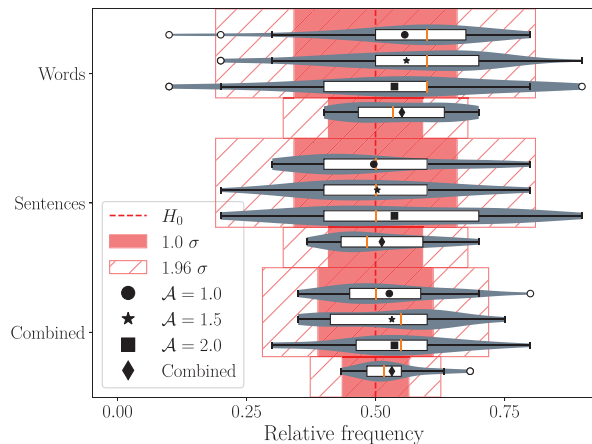 Words
Sentences
Combined
H₀
1.0 σ
1.96 σ
𝒜 = 1.0
𝒜 = 1.5
𝒜 = 2.0
Combined
0.00 0.25 0.50 0.75
Relative frequency